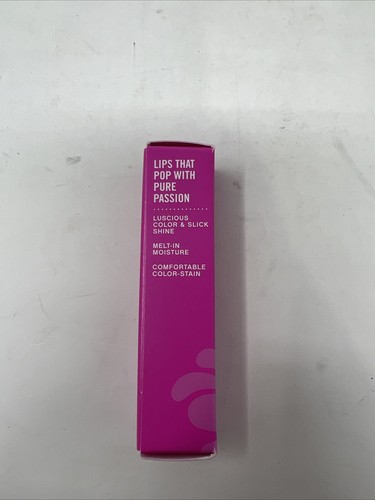 LIPS THAT
POP WITH
PURE
PASSION
LUSCIOUS
COLOR & SLICK
SHINE
MELT-IN
MOISTURE
COMFORTABLE
COLOR-STAIN